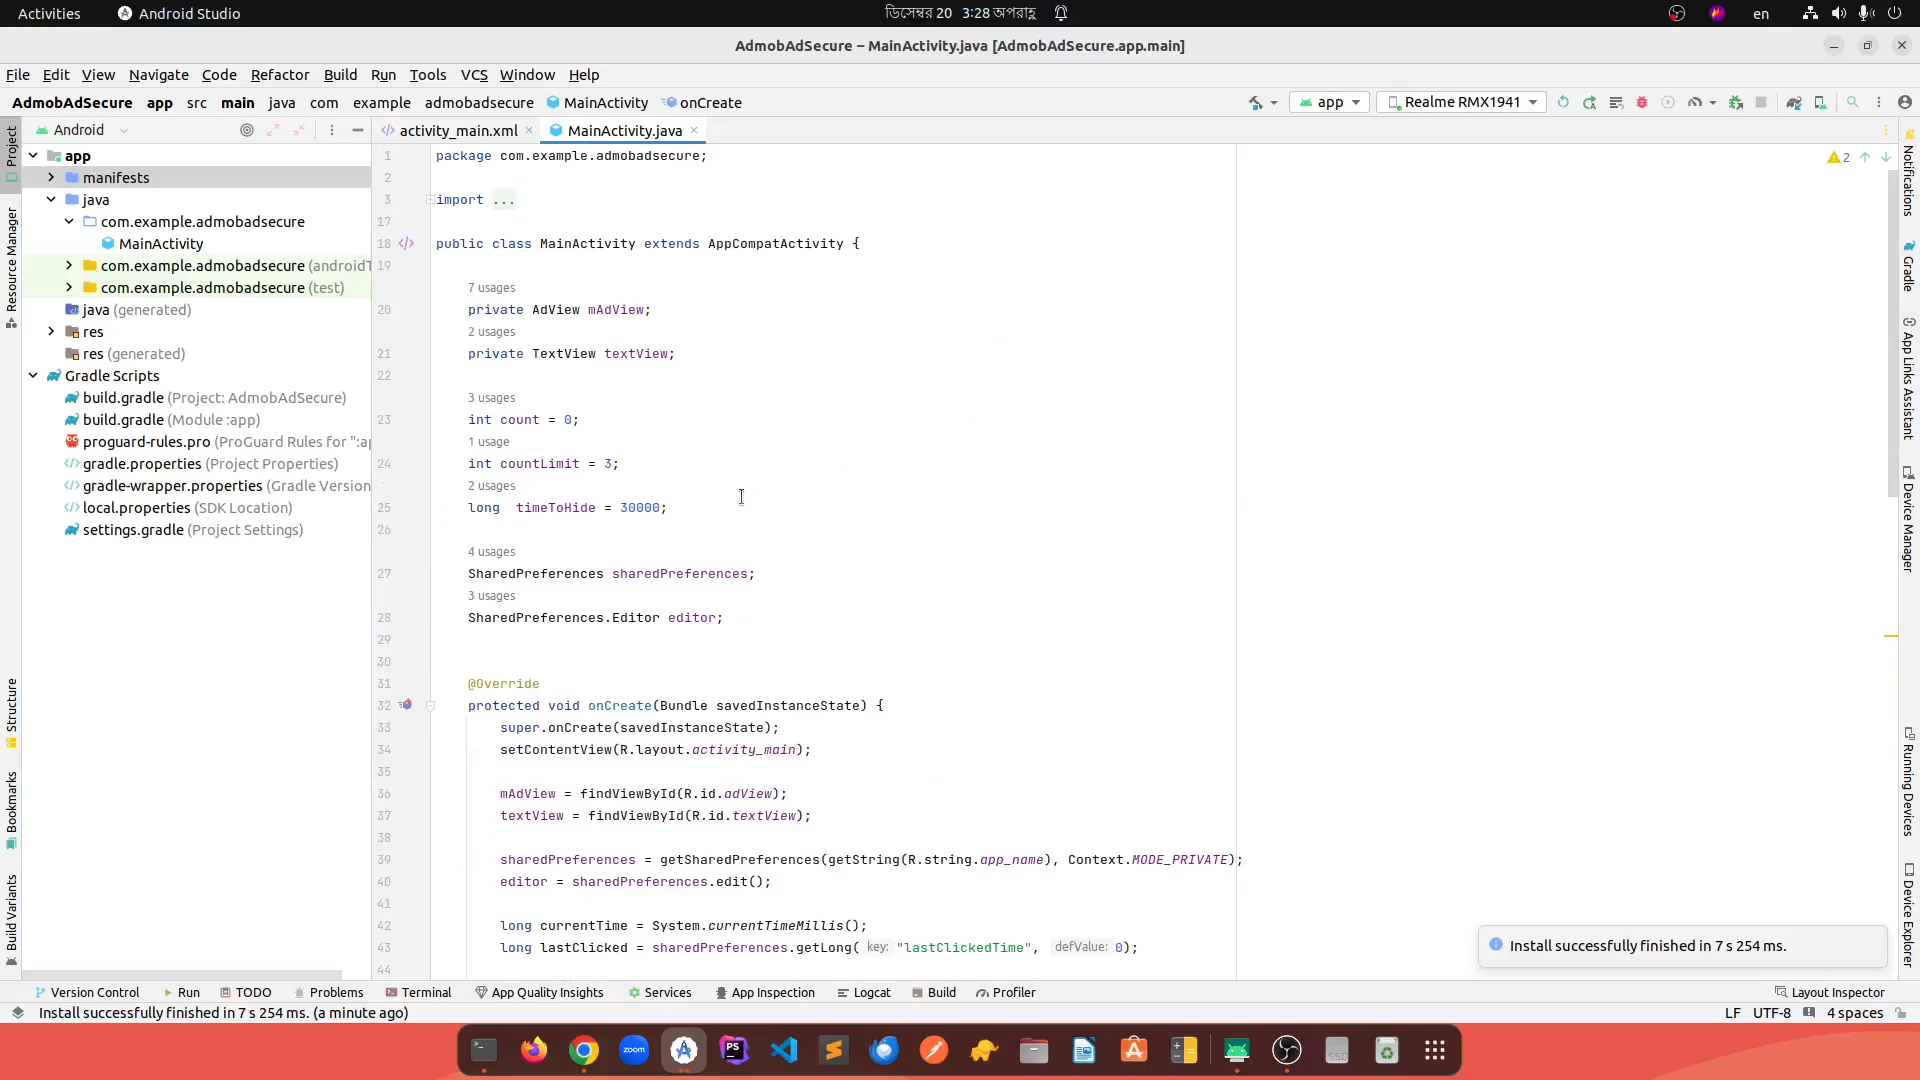 Activities Android Studio ডিসেম্বর 20 3:28 অপরাহ্ণ en
AdmobAdSecure – MainActivity.java [AdmobAdSecure.app.main]
File Edit View Navigate Code Refactor Build Run Tools VCS Window Help
AdmobAdSecure app src main java com example admobadsecure MainActivity onCreate app Realme RMX1941
Project
Resource Manager
Structure
Bookmarks
Build Variants
Android
app
manifests
java
com.example.admobadsecure
MainActivity
com.example.admobadsecure (androidT
com.example.admobadsecure (test)
java (generated)
res
res (generated)
Gradle Scripts
build.gradle (Project: AdmobAdSecure)
build.gradle (Module :app)
proguard-rules.pro (ProGuard Rules for ":ap
gradle.properties (Project Properties)
gradle-wrapper.properties (Gradle Version
local.properties (SDK Location)
settings.gradle (Project Settings)
activity_main.xml MainActivity.java
2
1 package com.example.admobadsecure;
2
3 import ...
17
18 public class MainActivity extends AppCompatActivity {
19
7 usages
20 private AdView mAdView;
2 usages
21 private TextView textView;
22
3 usages
23 int count = 0;
1 usage
24 int countLimit = 3;
2 usages
25 long timeToHide = 30000;
26
4 usages
27 SharedPreferences sharedPreferences;
3 usages
28 SharedPreferences.Editor editor;
29
30
31 @Override
32 protected void onCreate(Bundle savedInstanceState) {
33 super.onCreate(savedInstanceState);
34 setContentView(R.layout.activity_main);
35
36 mAdView = findViewById(R.id.adView);
37 textView = findViewById(R.id.textView);
38
39 sharedPreferences = getSharedPreferences(getString(R.string.app_name), Context.MODE_PRIVATE);
40 editor = sharedPreferences.edit();
41
42 long currentTime = System.currentTimeMillis();
43 long lastClicked = sharedPreferences.getLong( key: "lastClickedTime", defValue: 0);
44
Notifications
Gradle
App Links Assistant
Device Manager
Running Devices
Device Explorer
Install successfully finished in 7 s 254 ms.
Version Control Run TODO Problems Terminal App Quality Insights Services App Inspection Logcat Build Profiler Layout Inspector
Install successfully finished in 7 s 254 ms. (a minute ago) LF UTF-8 4 spaces
zoom PS SSD